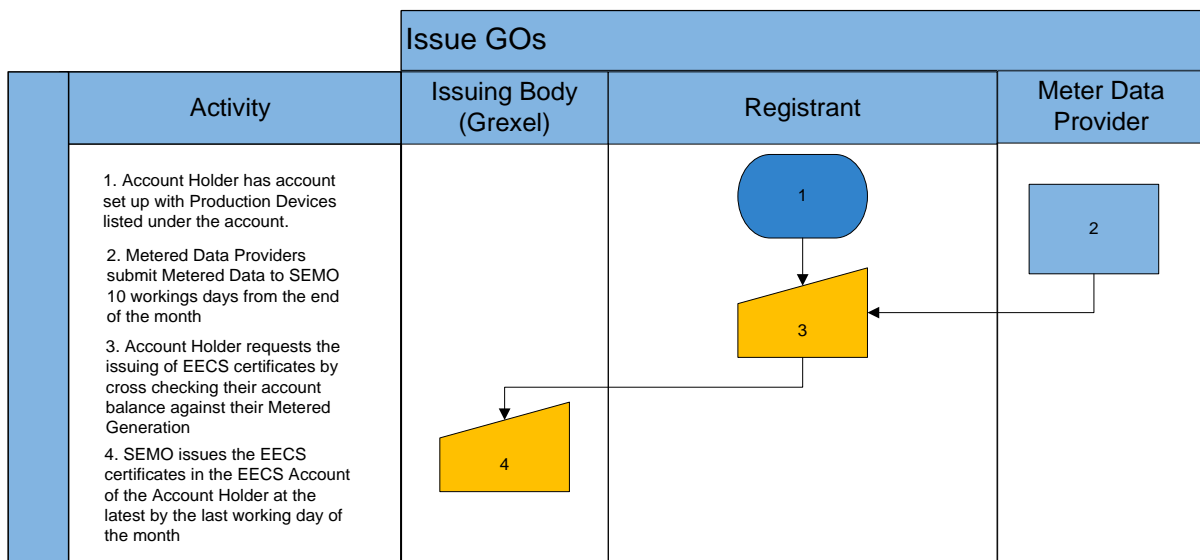 Issue GOs
Activity
Issuing Body
(Grexel)
Registrant
Meter Data
Provider
1. Account Holder has account
set up with Production Devices
listed under the account.
2. Metered Data Providers
submit Metered Data to SEMO
10 workings days from the end
of the month
3. Account Holder requests the
issuing of EECS certificates by
cross checking their account
balance against their Metered
Generation
4. SEMO issues the EECS
certificates in the EECS Account
of the Account Holder at the
latest by the last working day of
the month
1
2
3
4